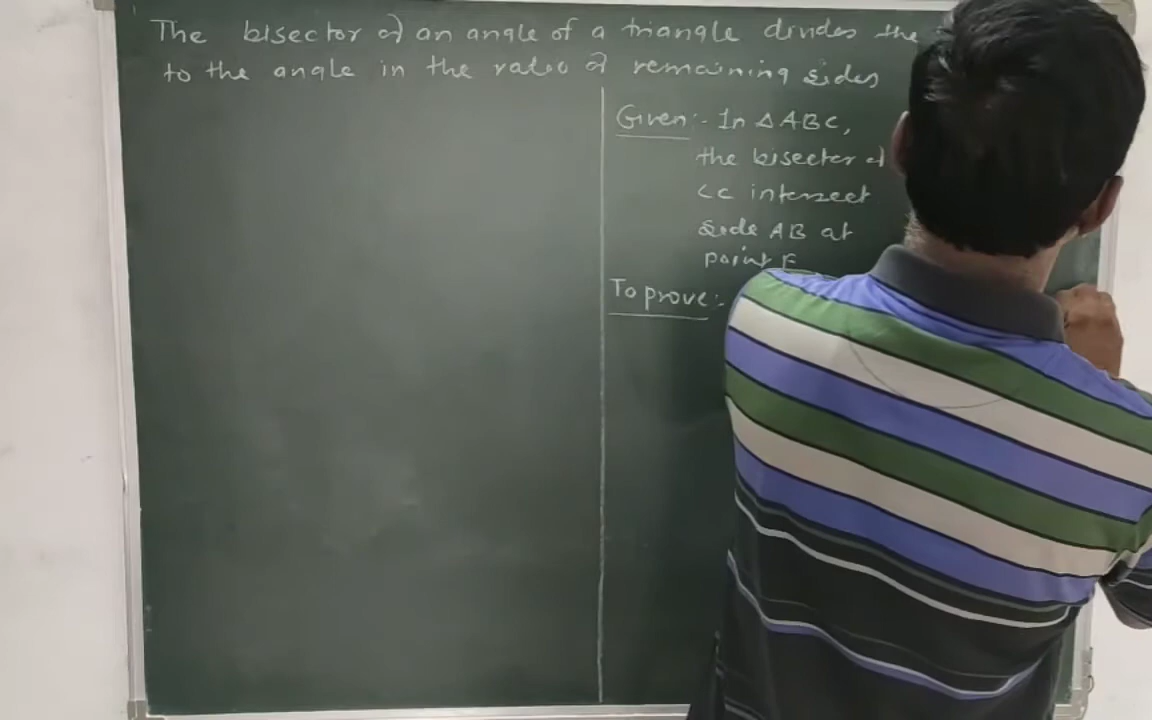 The bisector of an angle of a triangle divides the
to the angle in the ratio of remaining sides
Given:- In △ABC,
the bisector of
∠C intersect
side AB at
point E
To prove:-